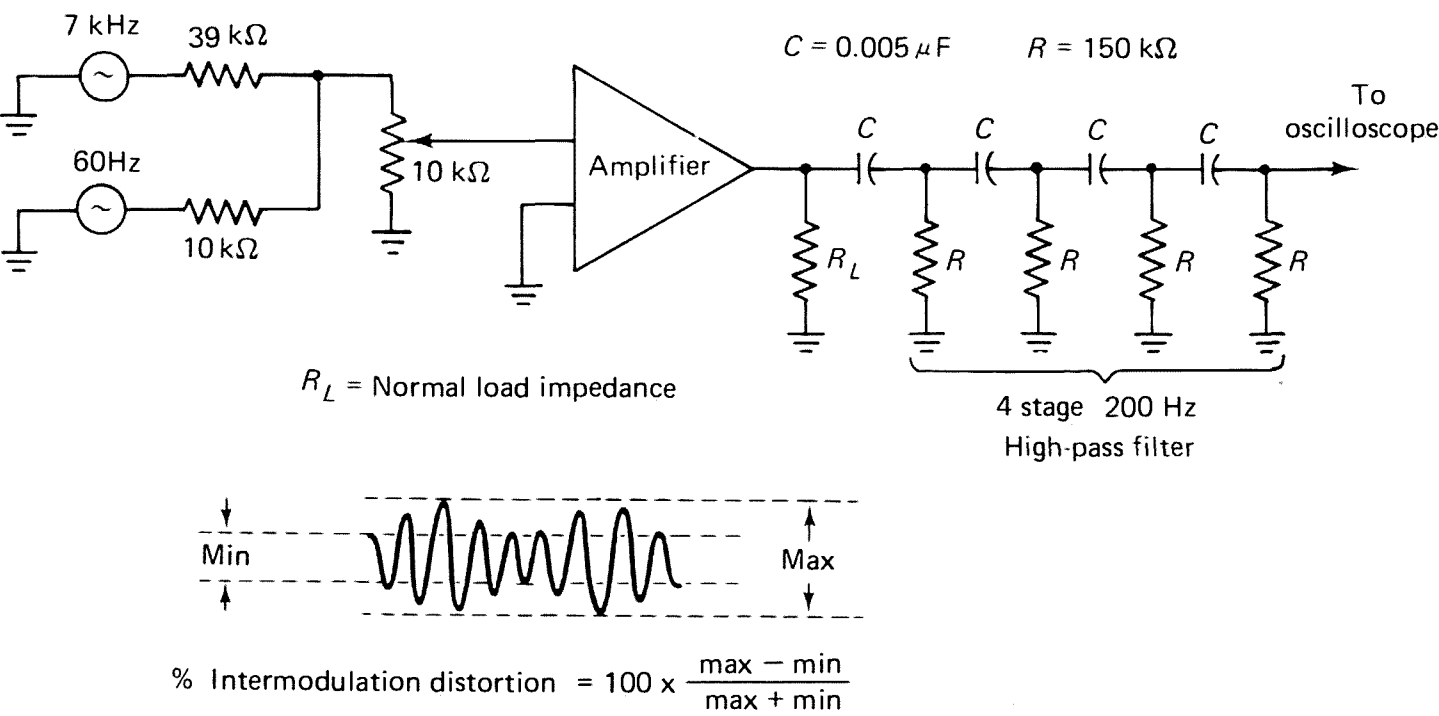 7 kHz
39 kΩ
60Hz
10 kΩ
10 kΩ
Amplifier
C = 0.005 μF
R = 150 kΩ
To
oscilloscope
C
C
C
C
R_L
R
R
R
R
R_L = Normal load impedance
4 stage 200 Hz
High-pass filter
Min
Max
% Intermodulation distortion = 100 x (max − min)/(max + min)